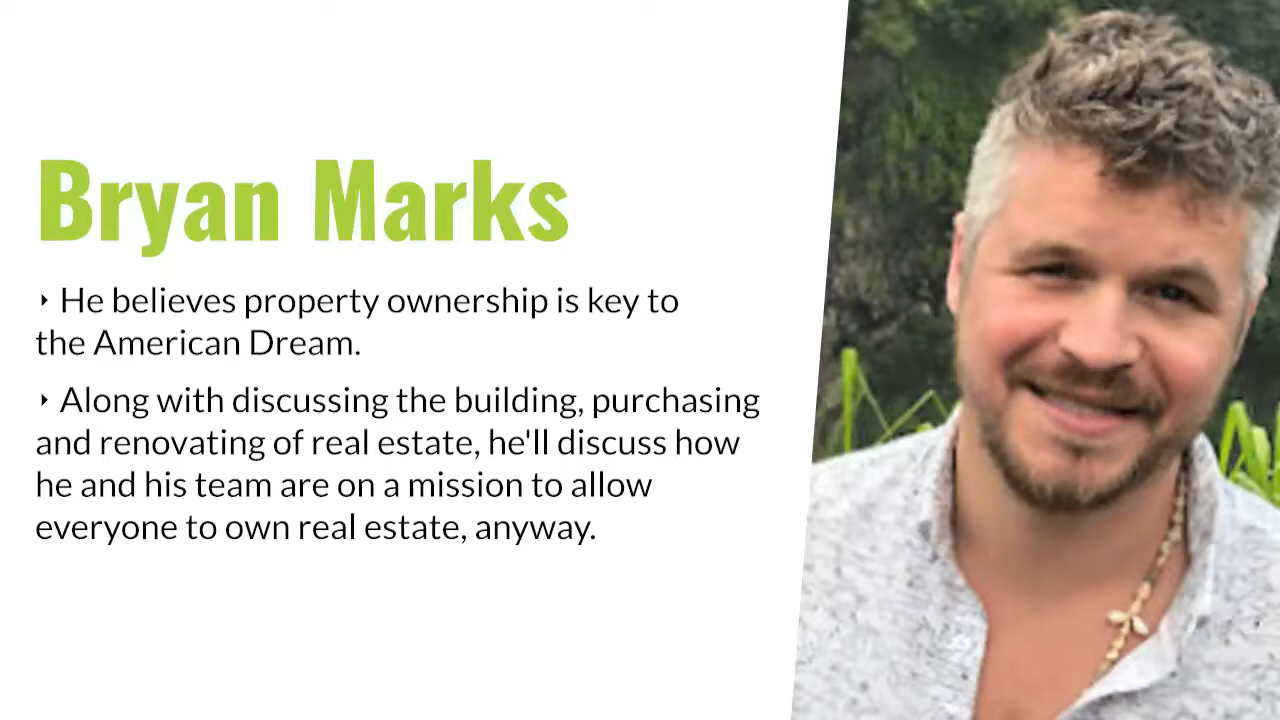 Bryan Marks
‣ He believes property ownership is key to
the American Dream.
‣ Along with discussing the building, purchasing
and renovating of real estate, he'll discuss how
he and his team are on a mission to allow
everyone to own real estate, anyway.